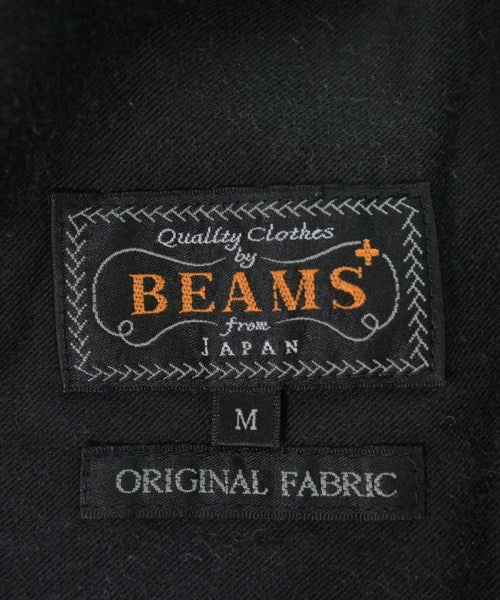 Quality Clothes
by
BEAMS+
from
JAPAN
M
ORIGINAL FABRIC